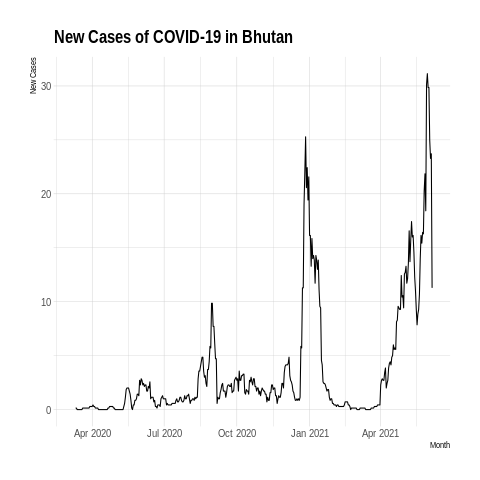 New Cases of COVID-19 in Bhutan
New Cases
30
20
10
0
Apr 2020 Jul 2020 Oct 2020 Jan 2021 Apr 2021
Month